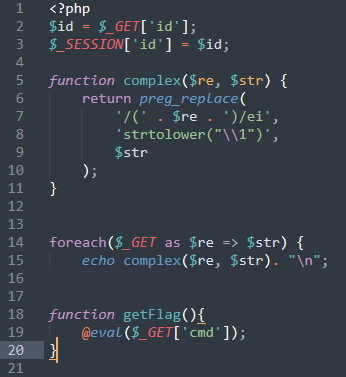 1 <?php
2 $id = $_GET['id'];
3 $_SESSION['id'] = $id;
4
5 function complex($re, $str) {
6 return preg_replace(
7 '/(' . $re . ')/ei',
8 'strtolower("\\1")',
9 $str
10 );
11 }
12
13
14 foreach($_GET as $re => $str) {
15 echo complex($re, $str). "\n";
16
17
18 function getFlag(){
19 @eval($_GET['cmd']);
20 }
21